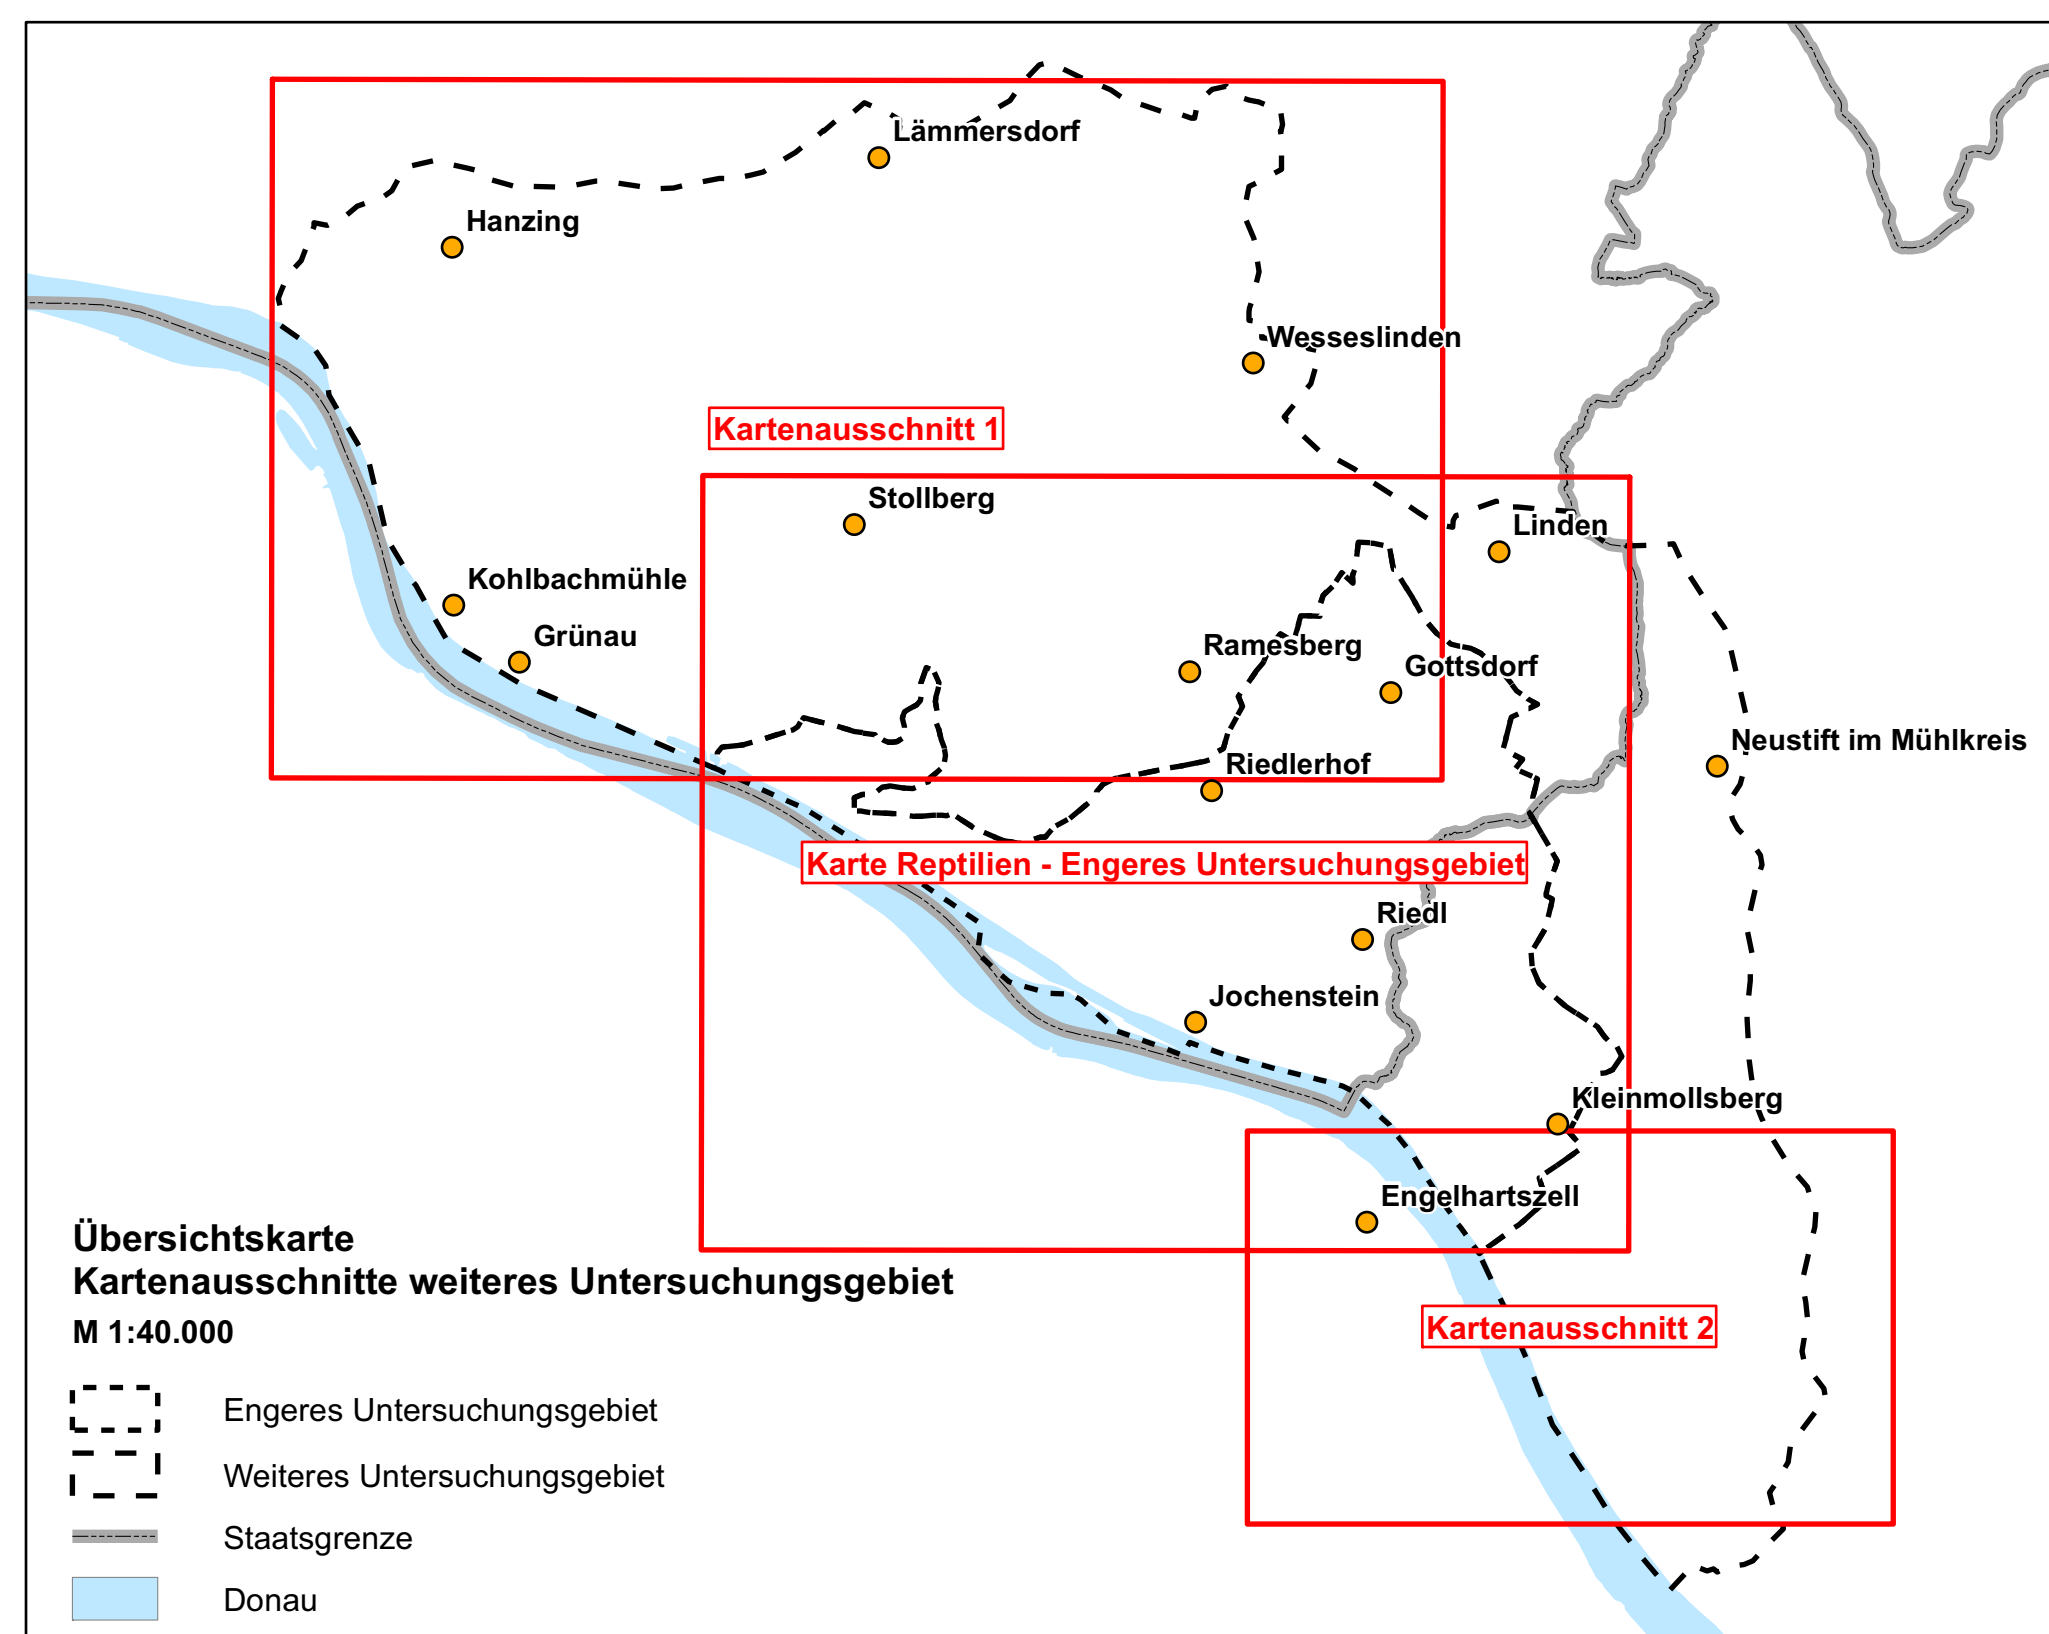 Lämmersdorf
Hanzing
Wesseslinden
Kartenausschnitt 1
Stollberg
Linden
Kohlbachmühle
Grünau
Ramesberg
Gottsdorf
Neustift im Mühlkreis
Riedlerhof
Karte Reptilien - Engeres Untersuchungsgebiet
Riedl
Jochenstein
Kleinmollsberg
Engelhartszell
Kartenausschnitt 2
Übersichtskarte
Kartenausschnitte weiteres Untersuchungsgebiet
M 1:40.000
Engeres Untersuchungsgebiet
Weiteres Untersuchungsgebiet
Staatsgrenze
Donau